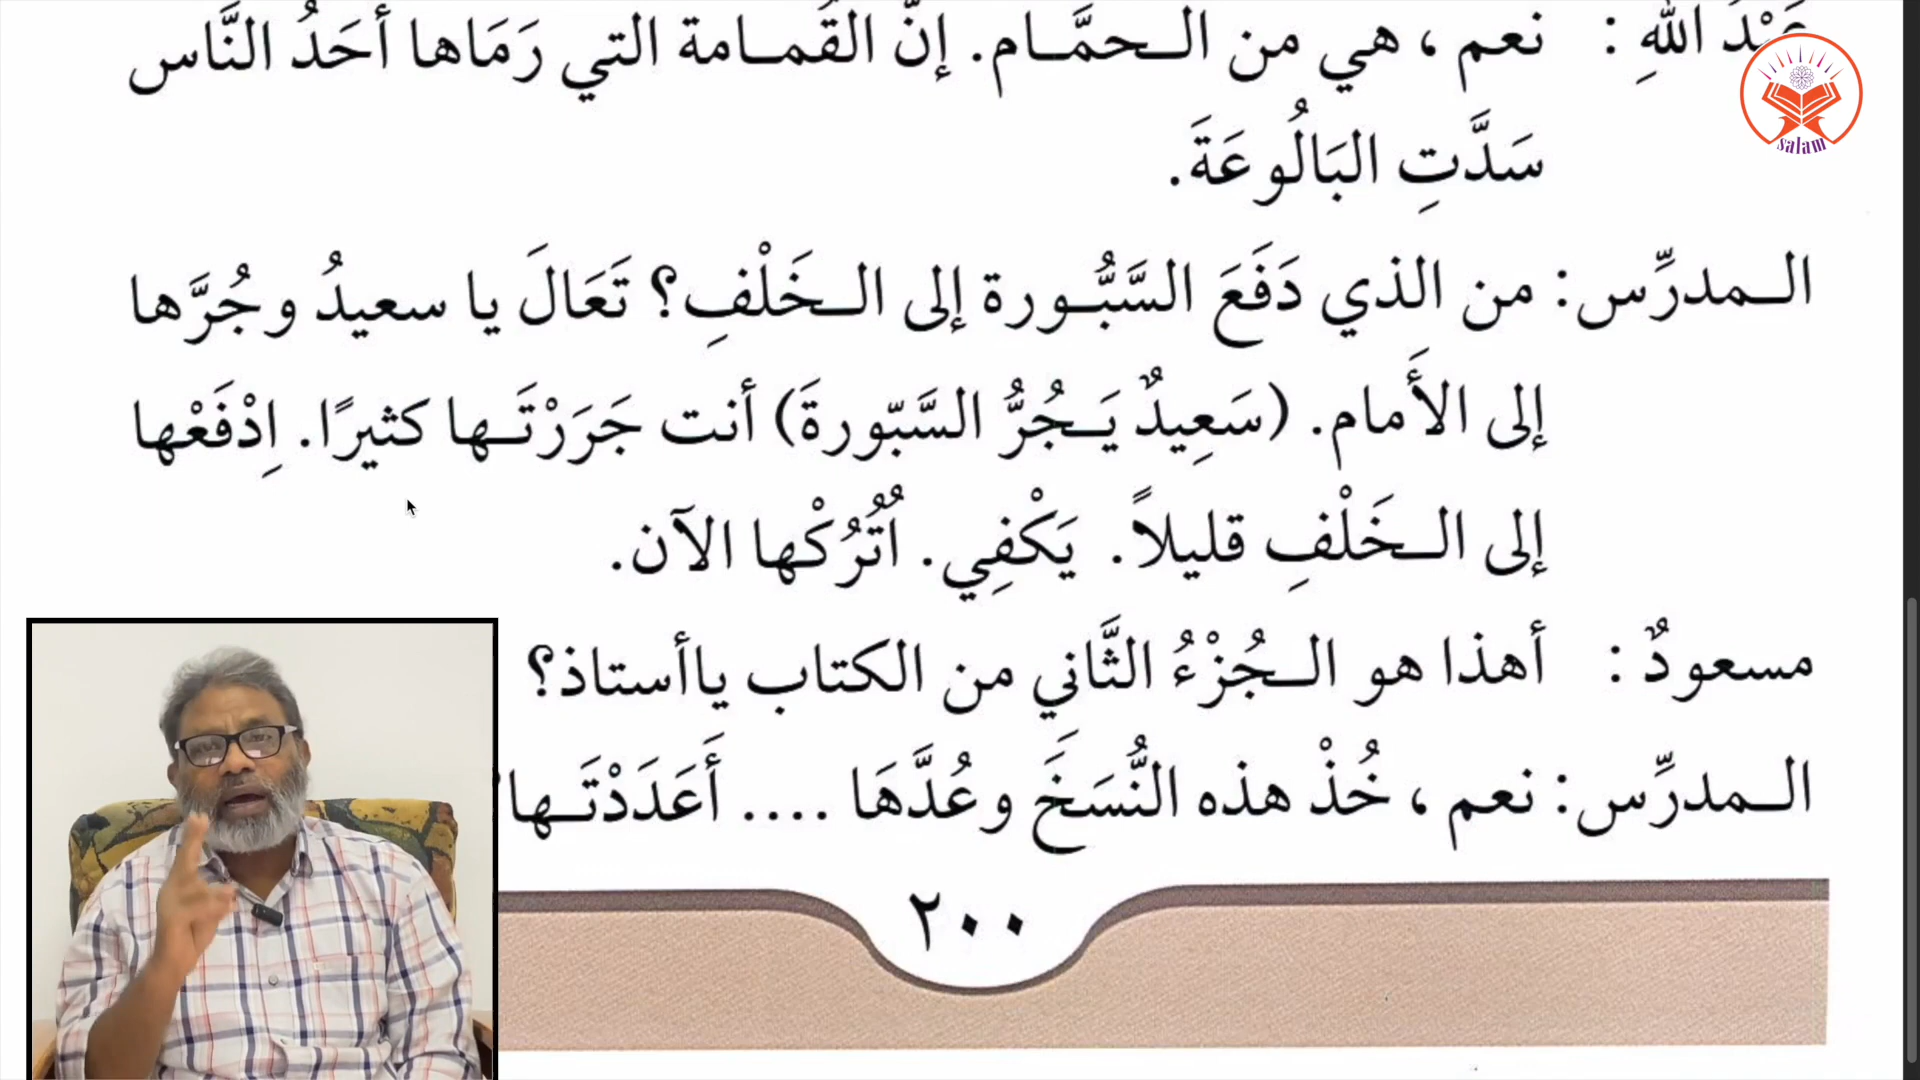 عَبْدُ اللهِ : نعم ، هي من الحمَّام. إنّ القُمامة التي رَمَاها أحَدُ النَّاس
salam
سَدَّتِ البَالُوعَةَ.
المدرِّس: من الذي دَفَعَ السَّبُّورة إلى الخَلْفِ؟ تَعَالَ يا سعيدُ وجُرَّها
إلى الأَمام. (سَعِيدٌ يَجُرُّ السَّبّورةَ) أنت جَرَرْتَها كثيرًا. اِدْفَعْها
إلى الخَلْفِ قليلاً. يَكْفِي. اُتْرُكْها الآن.
مسعودٌ : أهذا هو الجُزْءُ الثَّاني من الكتاب ياأستاذ؟
المدرِّس: نعم ، خُذْ هذه النُّسَخَ وعُدَّهَا .... أَعَدَدْتَها
٢٠٠